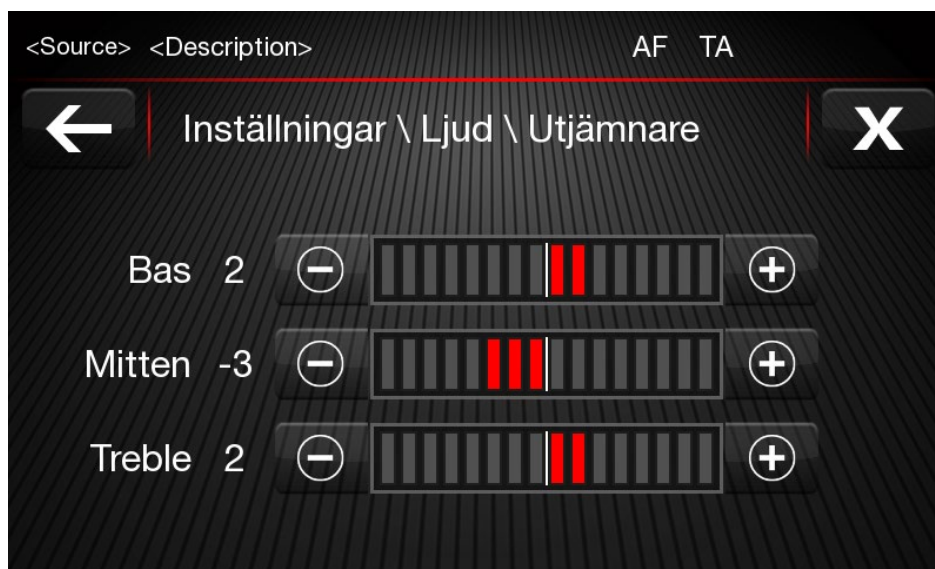 <Source> <Description> AF TA
Inställningar \ Ljud \ Utjämnare
X
Bas 2
Mitten -3
Treble 2